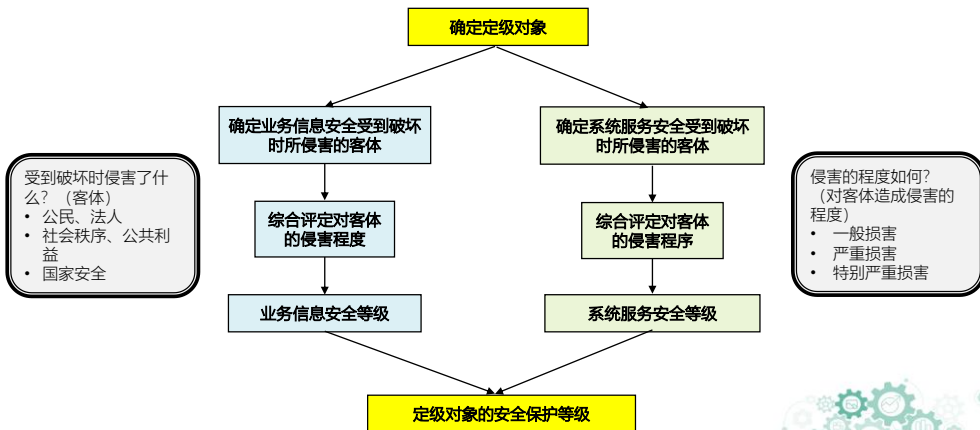 确定定级对象
确定业务信息安全受到破坏
时所侵害的客体
确定系统服务安全受到破坏
时所侵害的客体
受到破坏时侵害了什
么？（客体）
• 公民、法人
• 社会秩序、公共利
益
• 国家安全
侵害的程度如何？
（对客体造成侵害的
程度）
• 一般损害
• 严重损害
• 特别严重损害
综合评定对客体
的侵害程度
综合评定对客体
的侵害程序
业务信息安全等级
系统服务安全等级
定级对象的安全保护等级